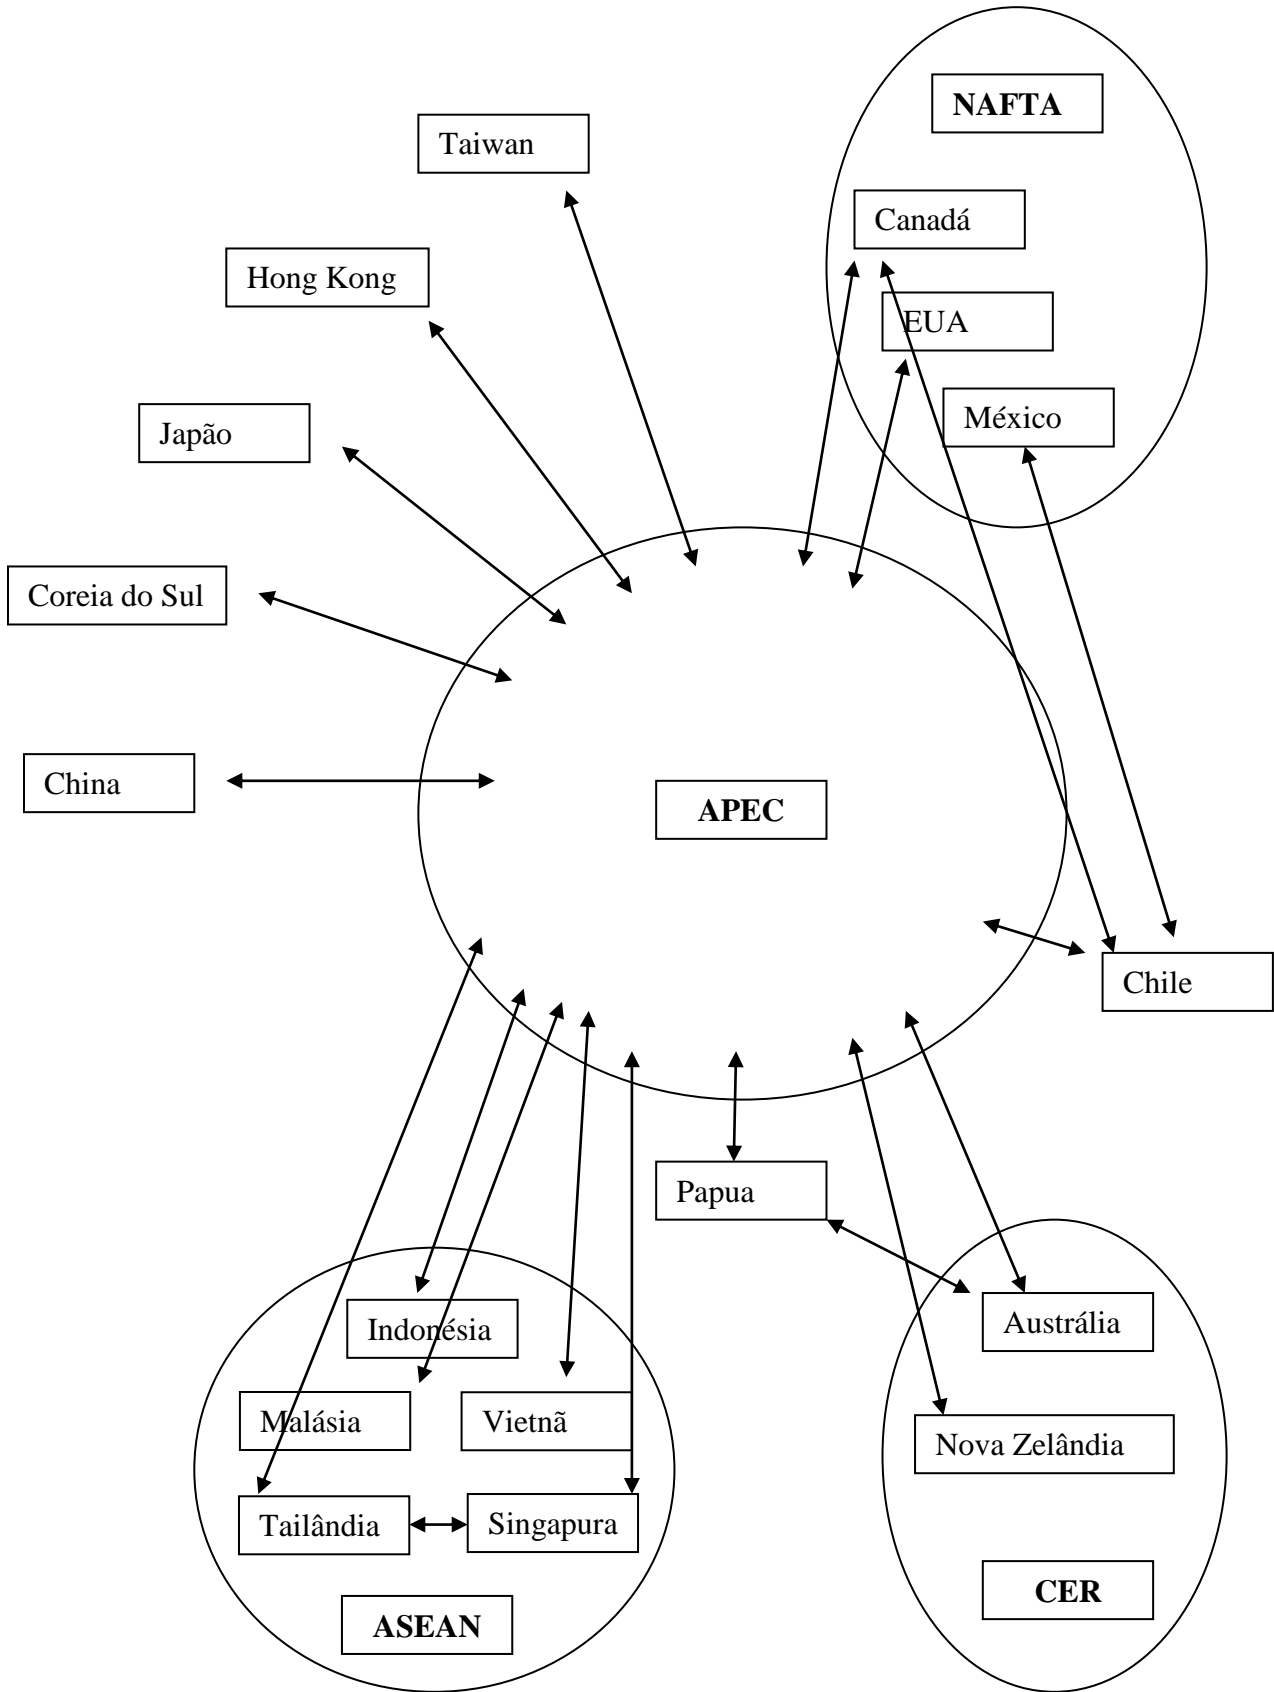 NAFTA
Taiwan
Canadá
Hong Kong
EUA
México
Japão
Coreia do Sul
China
APEC
Chile
Papua
Indonésia
Austrália
Malásia
Vietnã
Nova Zelândia
Tailândia
Singapura
CER
ASEAN